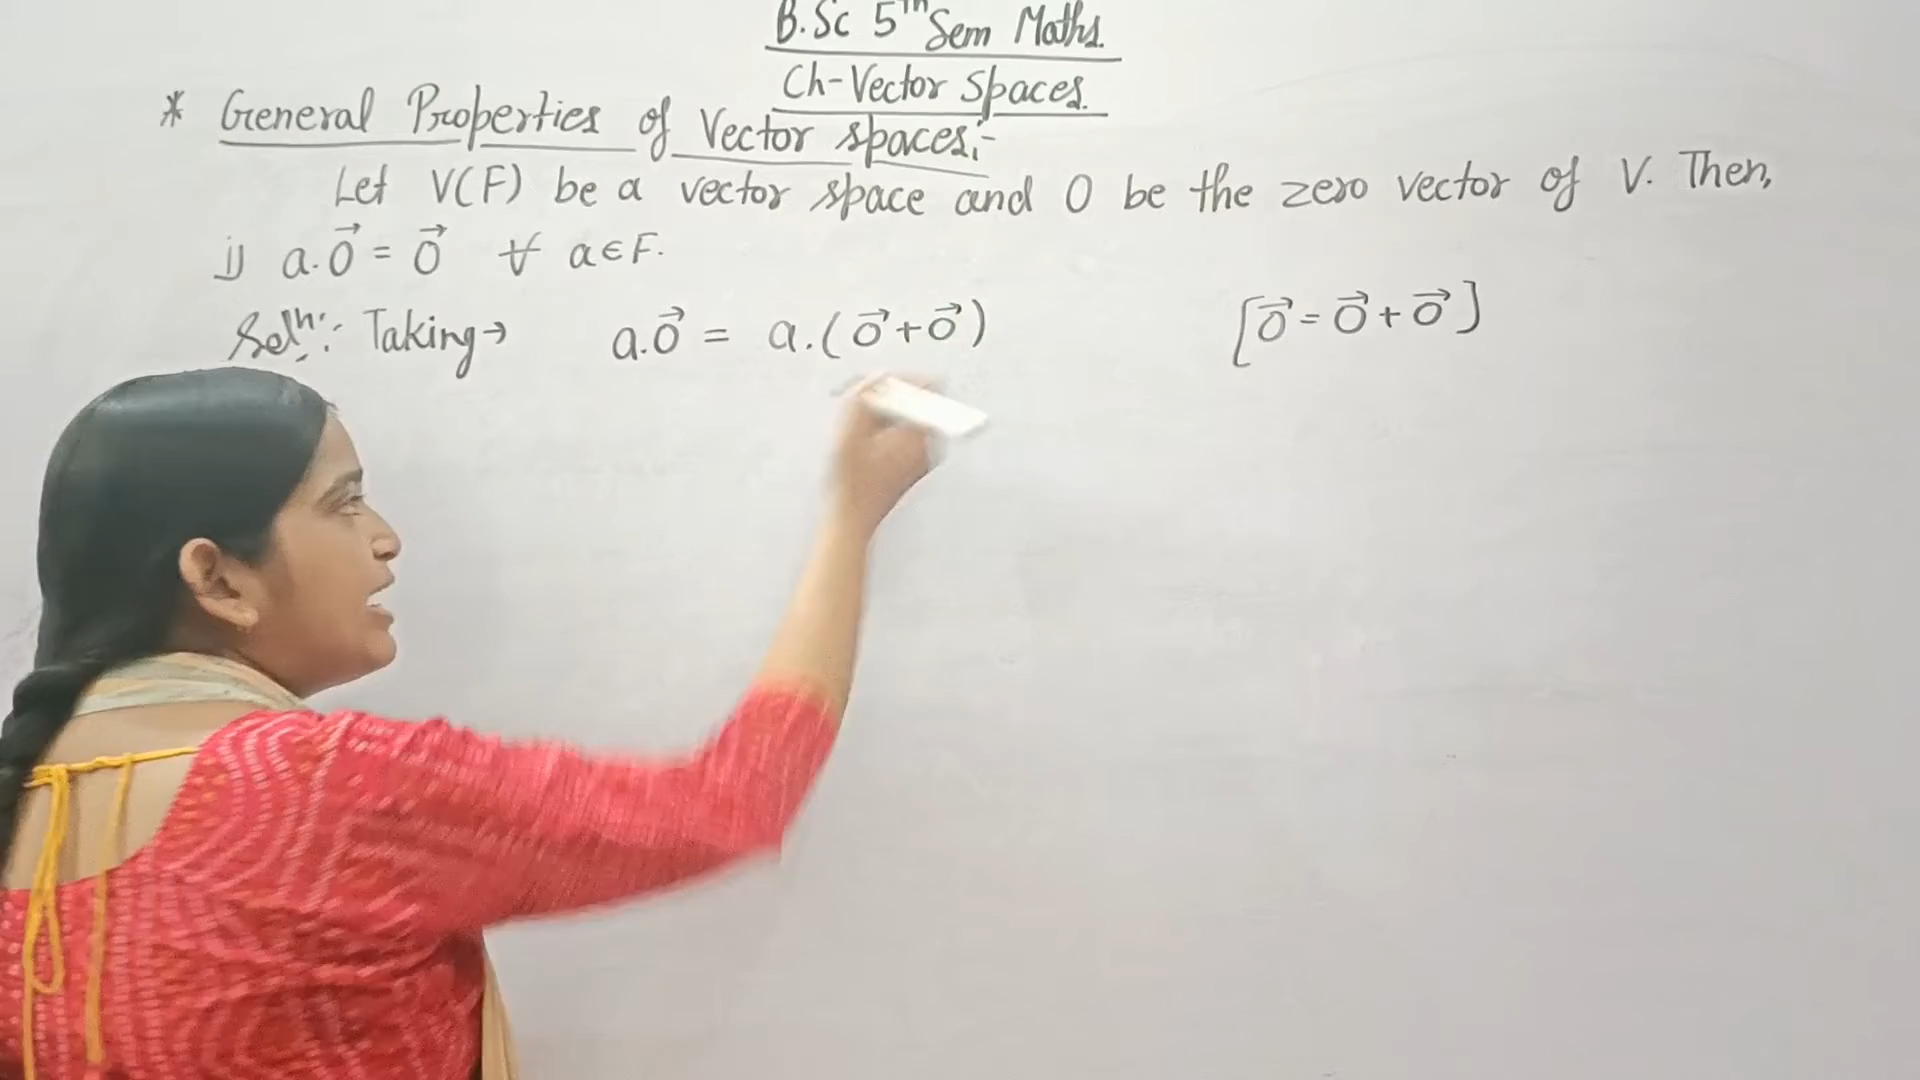 B.Sc 5th Sem Maths.
Ch-Vector Spaces.
* General Properties of Vector spaces:-
Let V(F) be a vector space and 0 be the zero vector of V. Then,
i) a.0⃗ = 0⃗ ∀ a∈F.
Solⁿ: Taking→ a.0⃗ = a.(0⃗+0⃗) [0⃗=0⃗+0⃗]